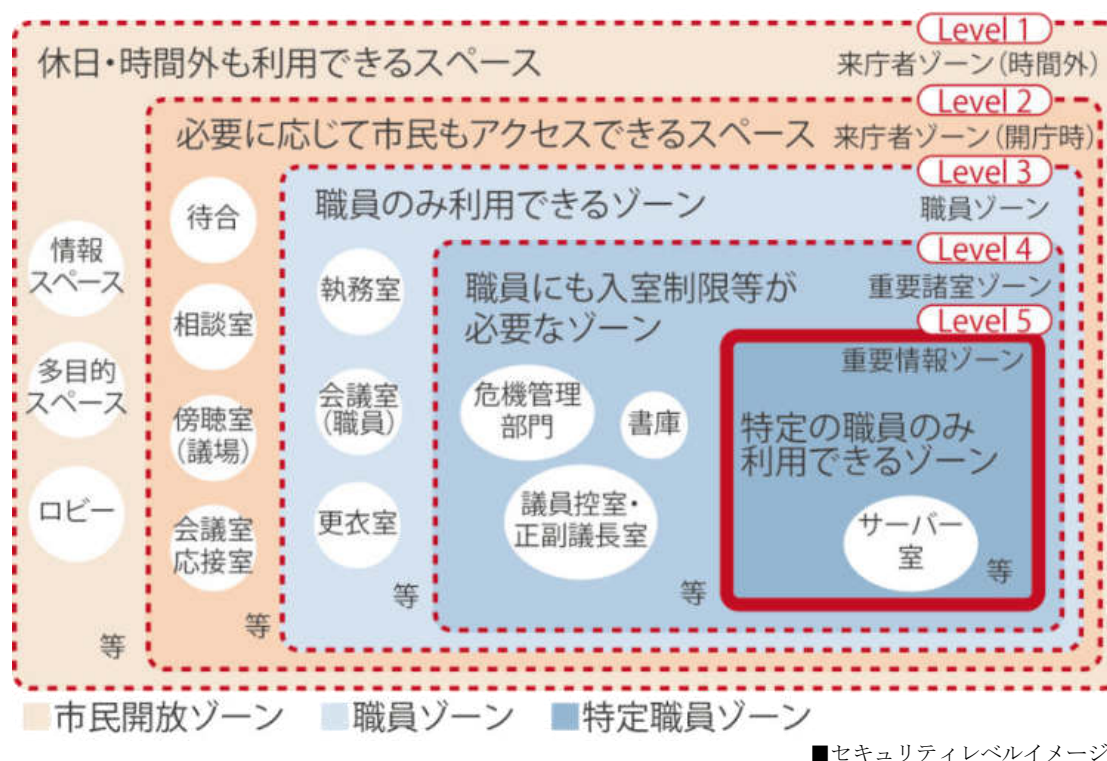 Level 1
休日・時間外も利用できるスペース
来庁者ゾーン(時間外)
Level 2
必要に応じて市民もアクセスできるスペース
来庁者ゾーン(開庁時)
Level 3
職員のみ利用できるゾーン
職員ゾーン
Level 4
職員にも入室制限等が
必要なゾーン
重要諸室ゾーン
Level 5
重要情報ゾーン
特定の職員のみ
利用できるゾーン
情報
スペース
多目的
スペース
ロビー
等
待合
相談室
傍聴室
(議場)
会議室
応接室
等
執務室
会議室
(職員)
更衣室
等
危機管理
部門
書庫
議員控室・
正副議長室
等
サーバー
室
等
市民開放ゾーン
職員ゾーン
特定職員ゾーン
■セキュリティレベルイメージ